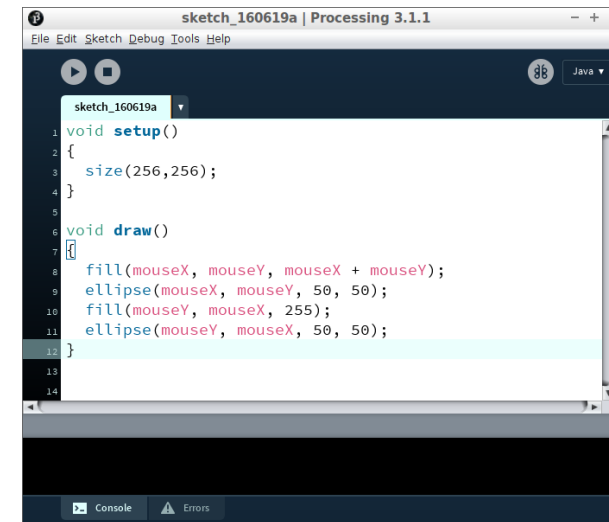 sketch_160619a | Processing 3.1.1
File Edit Sketch Debug Tools Help
Java
sketch_160619a
1 void setup()
2 {
3 size(256,256);
4 }
5
6 void draw()
7 {
8 fill(mouseX, mouseY, mouseX + mouseY);
9 ellipse(mouseX, mouseY, 50, 50);
10 fill(mouseY, mouseX, 255);
11 ellipse(mouseY, mouseX, 50, 50);
12 }
13
14
Console Errors